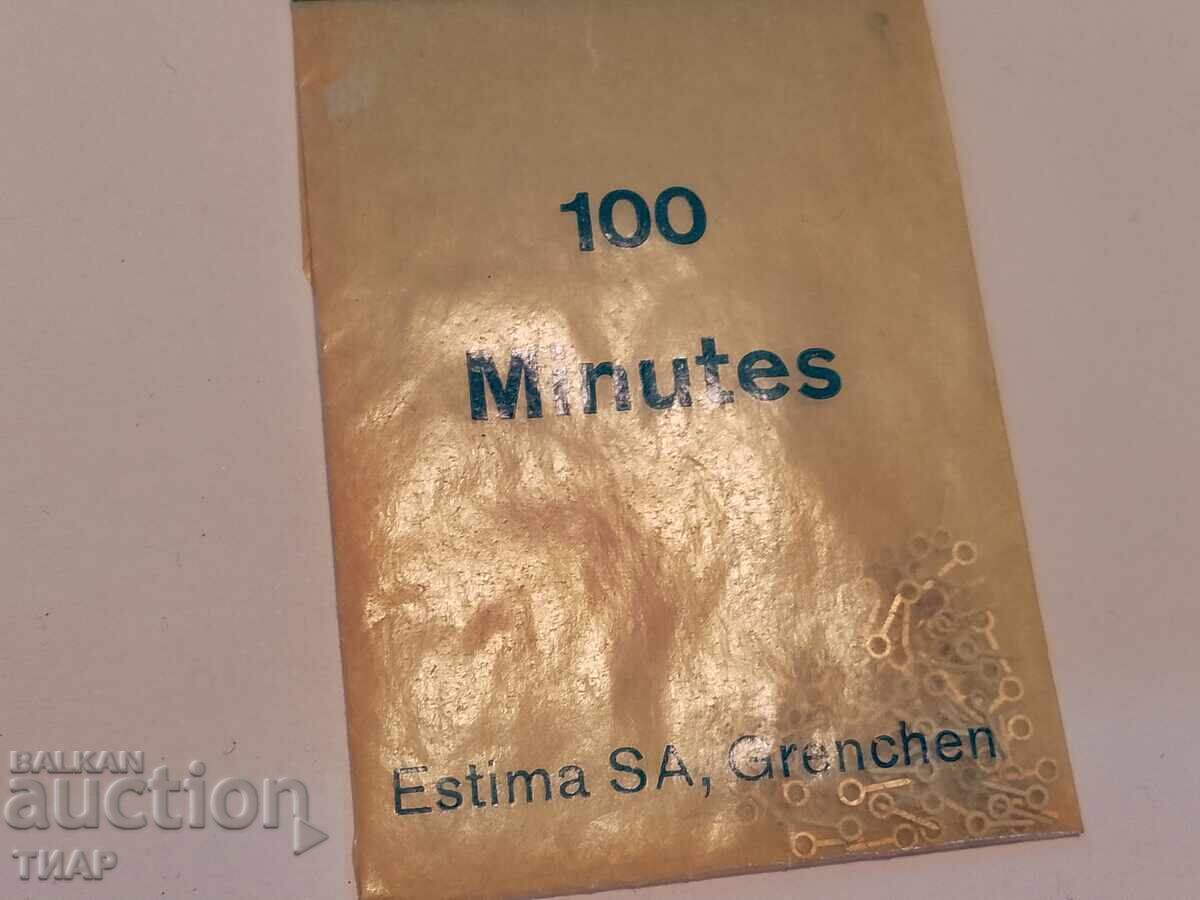 100
Minutes
Estima SA, Grenchen
BALKAN
auction
ТИАР